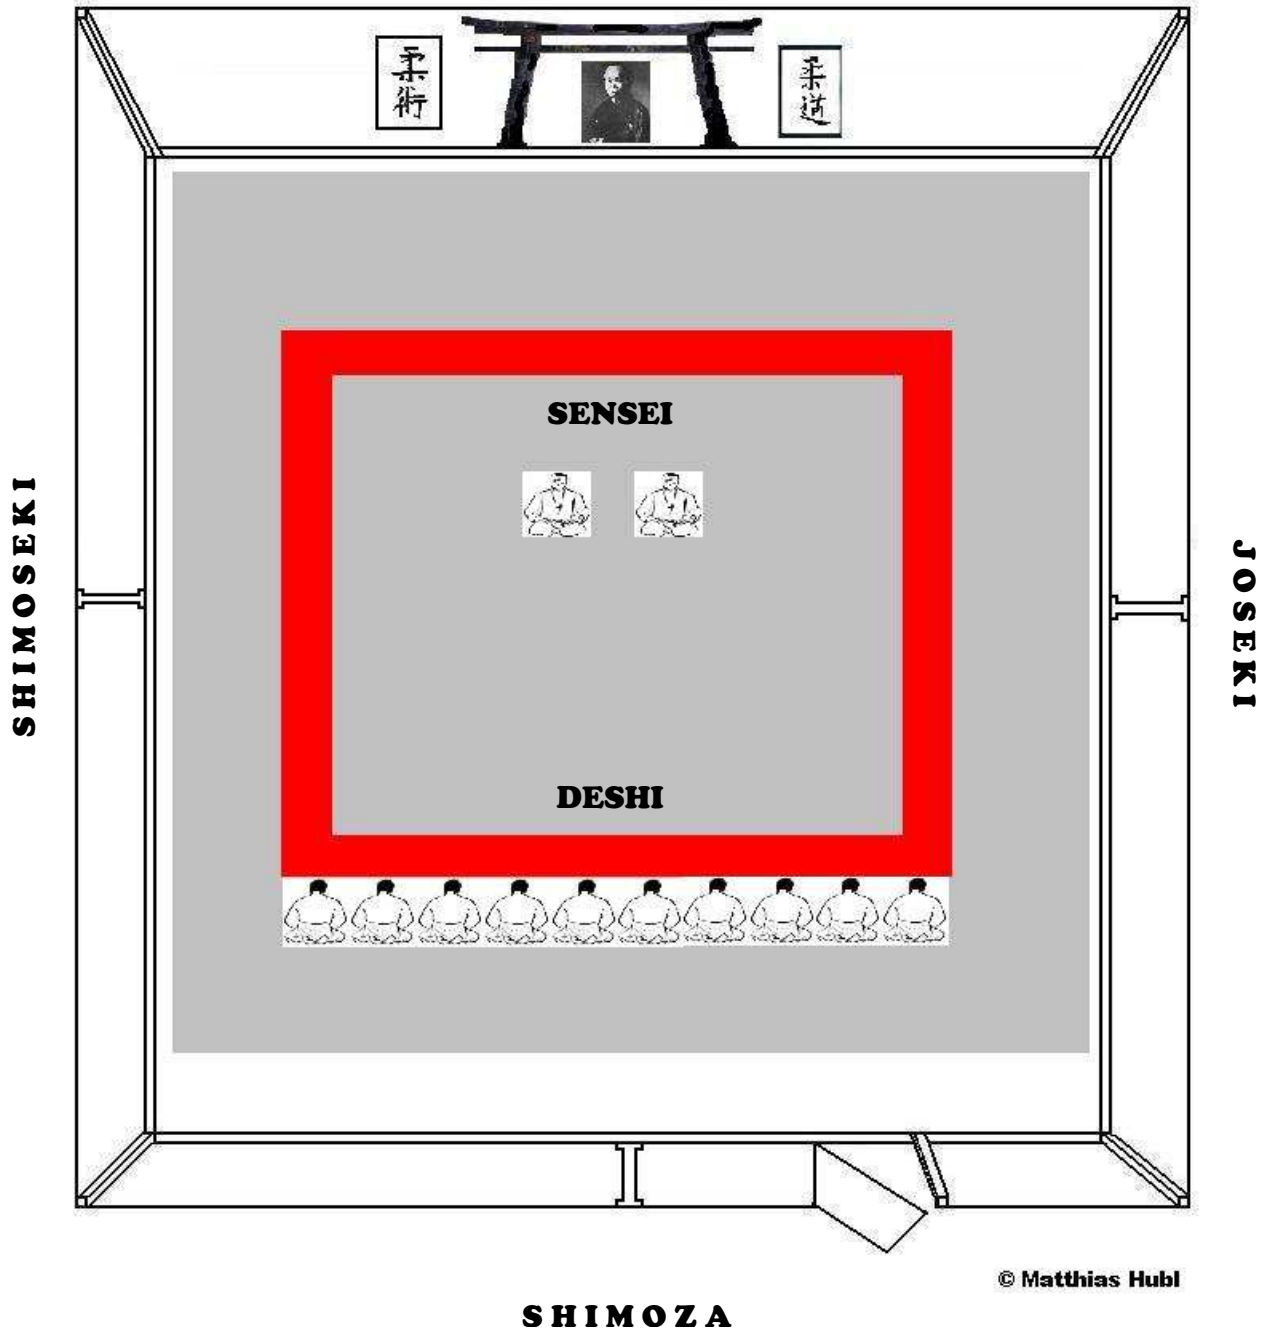 柔術
柔道
SENSEI
SHIMOSEKI
JOSEKI
DESHI
© Matthias Hubl
SHIMOZA